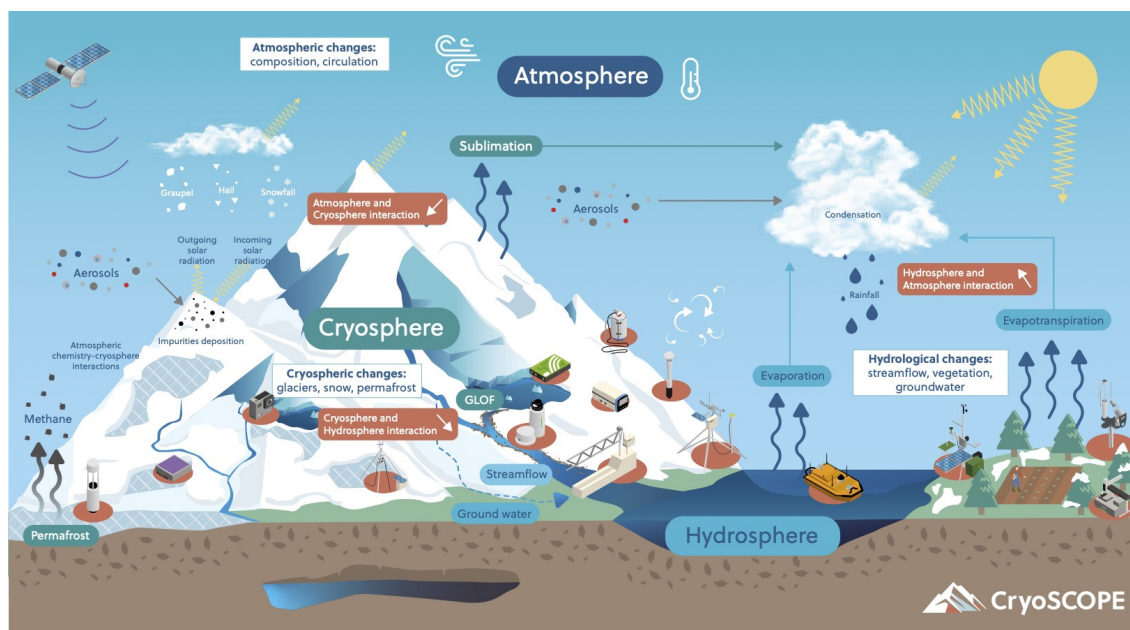 Atmospheric changes:
composition, circulation
Atmosphere
Sublimation
Graupel
Hail
Snowfall
Atmosphere and
Cryosphere interaction
Aerosols
Condensation
Outgoing
solar
radiation
Incoming
solar
radiation
Aerosols
Hydrosphere and
Atmosphere interaction
Rainfall
Evapotranspiration
Cryosphere
Impurities deposition
Atmospheric
chemistry-cryosphere
interactions
Cryospheric changes:
glaciers, snow, permafrost
Evaporation
Hydrological changes:
streamflow, vegetation,
groundwater
GLOF
Methane
Cryosphere and
Hydrosphere interaction
Streamflow
Ground water
Permafrost
Hydrosphere
CryoSCOPE